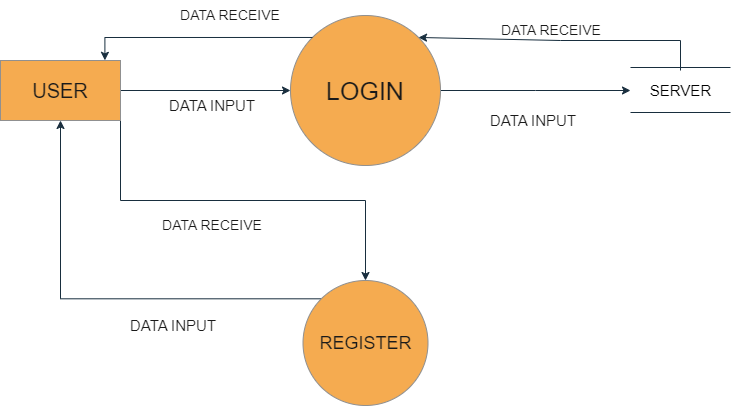 DATA RECEIVE
DATA RECEIVE
USER
LOGIN
SERVER
DATA INPUT
DATA INPUT
DATA RECEIVE
DATA INPUT
REGISTER